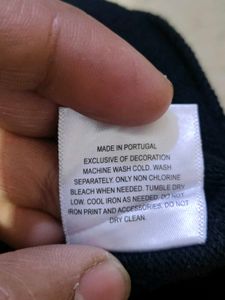 MADE IN PORTUGAL
EXCLUSIVE OF DECORATION
MACHINE WASH COLD. WASH
SEPARATELY. ONLY NON CHLORINE
BLEACH WHEN NEEDED. TUMBLE DRY
LOW. COOL IRON AS NEEDED. DO NOT
IRON PRINT AND ACCESSORIES. DO NOT
DRY CLEAN.